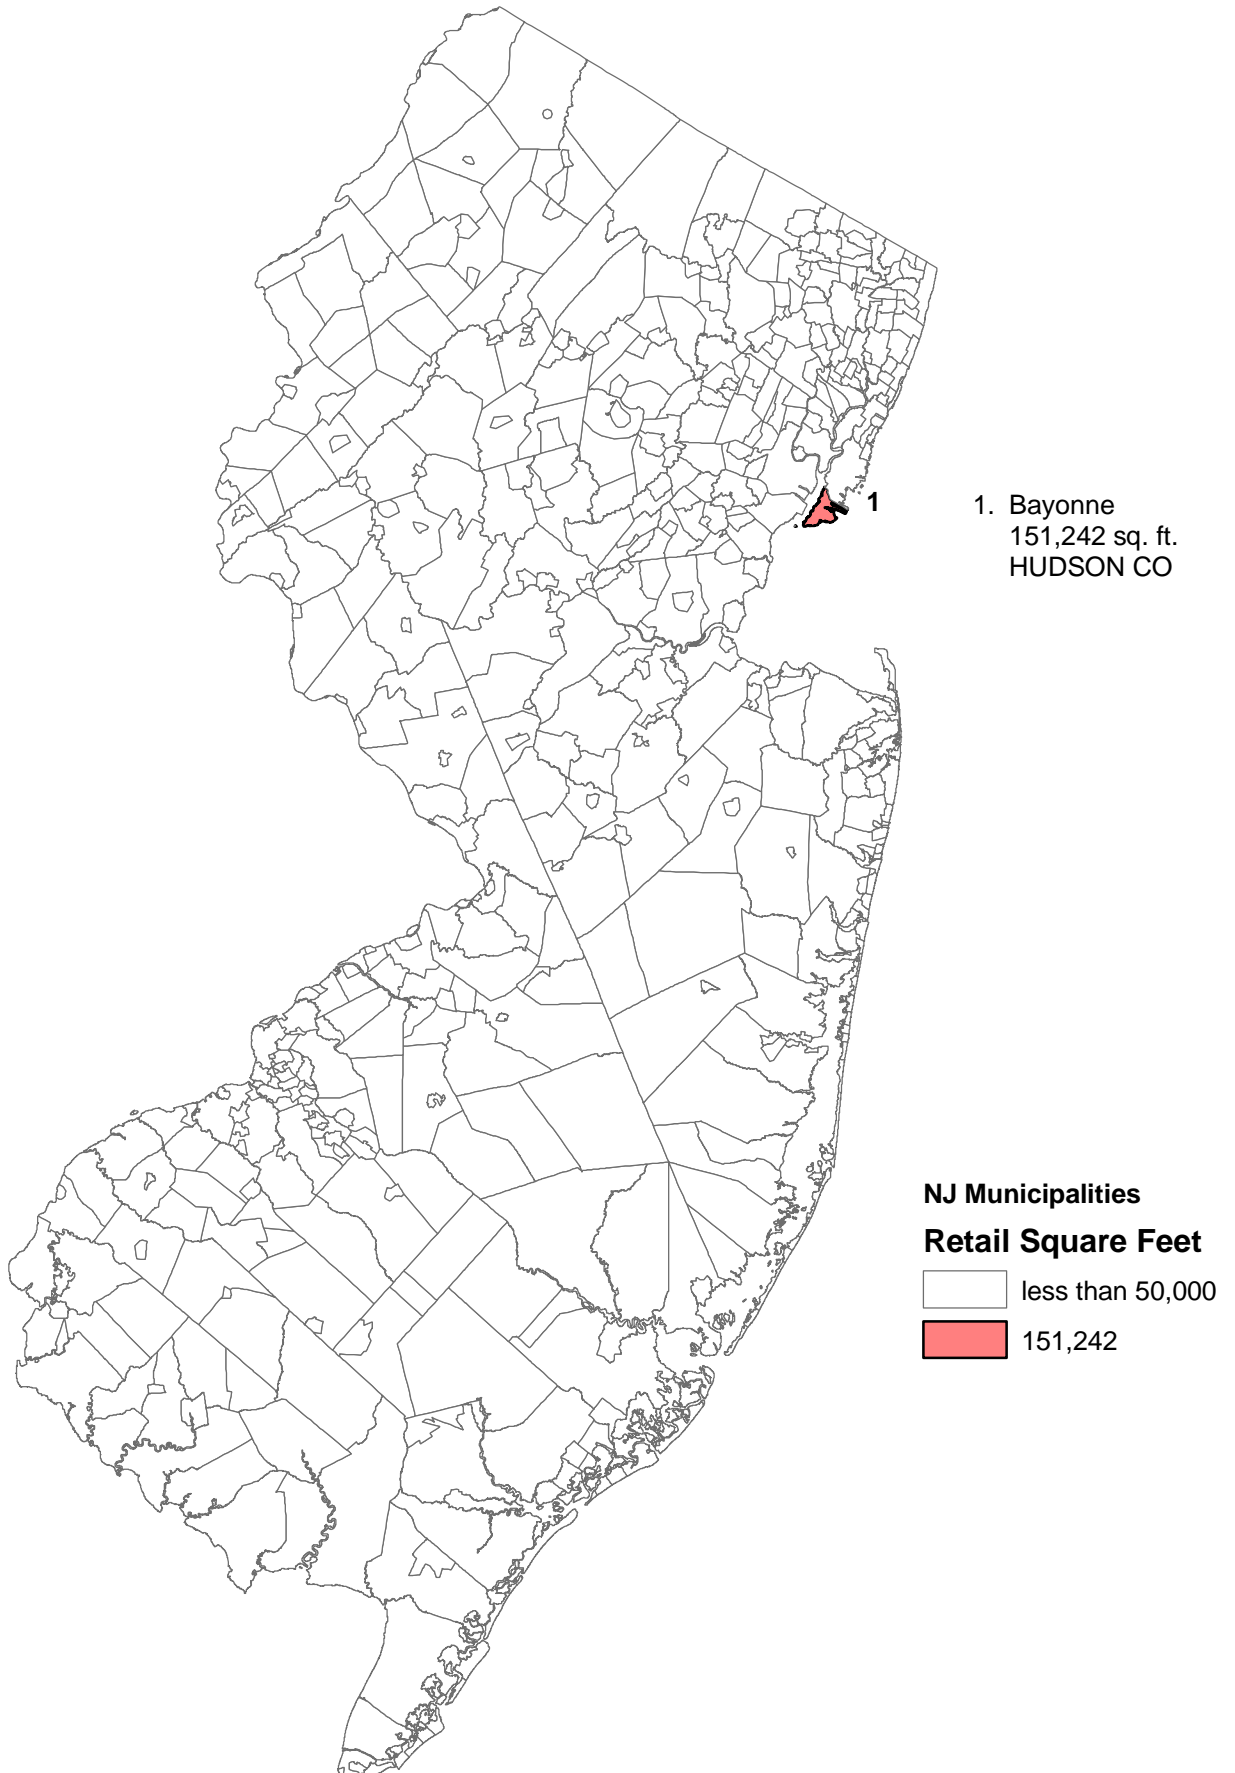 1
1. Bayonne
151,242 sq. ft.
HUDSON CO
NJ Municipalities
Retail Square Feet
less than 50,000
151,242